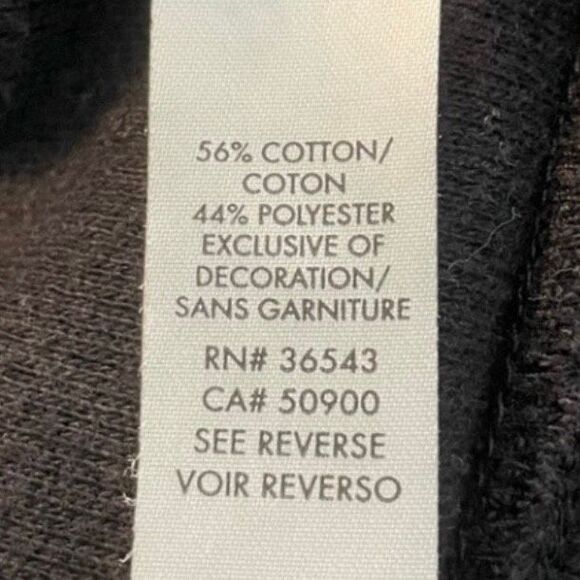 56% COTTON/
COTON
44% POLYESTER
EXCLUSIVE OF
DECORATION/
SANS GARNITURE
RN# 36543
CA# 50900
SEE REVERSE
VOIR REVERSO